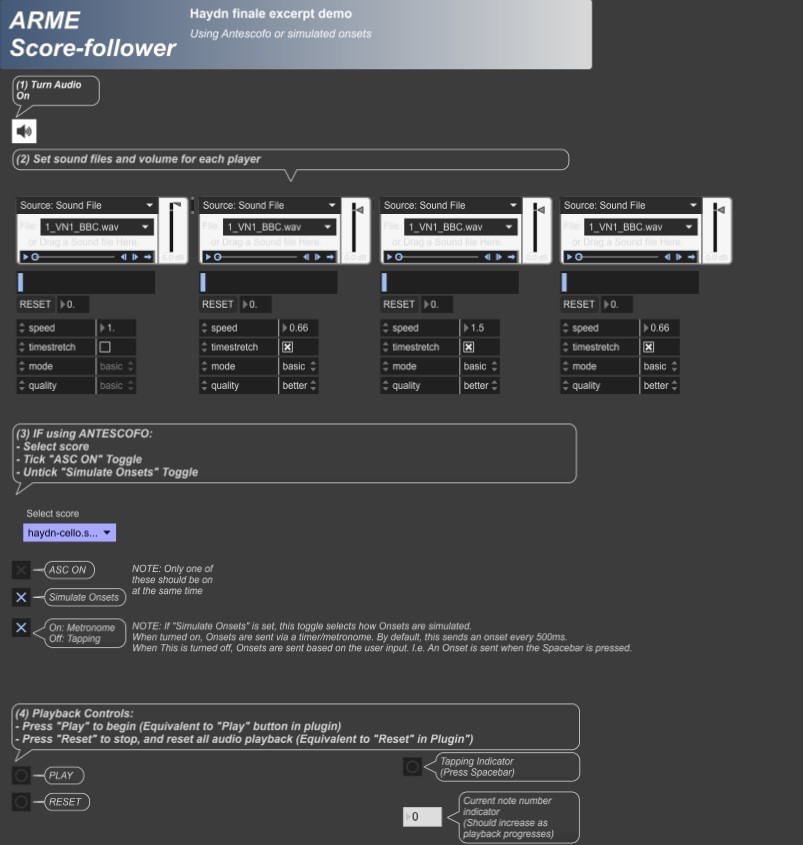 ARME
Score-follower
Haydn finale excerpt demo
Using Antescofo or simulated onsets
(1) Turn Audio
On
(2) Set sound files and volume for each player
Source: Sound File
File: 1_VN1_BBC.wav
or Drag a Sound file Here.
0.0 dB
RESET 0.
speed 1.
timestretch
mode basic
quality basic
Source: Sound File
File: 1_VN1_BBC.wav
or Drag a Sound file Here.
0.0 dB
RESET 0.
speed 0.66
timestretch
mode basic
quality better
Source: Sound File
File: 1_VN1_BBC.wav
or Drag a Sound file Here.
0.0 dB
RESET 0.
speed 1.5
timestretch
mode basic
quality better
Source: Sound File
File: 1_VN1_BBC.wav
or Drag a Sound file Here.
0.0 dB
RESET 0.
speed 0.66
timestretch
mode basic
quality better
(3) IF using ANTESCOFO:
- Select score
- Tick "ASC ON" Toggle
- Untick "Simulate Onsets" Toggle
Select score
haydn-cello.s...
ASC ON
Simulate Onsets
NOTE: Only one of
these should be on
at the same time
On: Metronome
Off: Tapping
NOTE: If "Simulate Onsets" is set, this toggle selects how Onsets are simulated.
When turned on, Onsets are sent via a timer/metronome. By default, this sends an onset every 500ms.
When This is turned off, Onsets are sent based on the user input. I.e. An Onset is sent when the Spacebar is pressed.
(4) Playback Controls:
- Press "Play" to begin (Equivalent to "Play" button in plugin)
- Press "Reset" to stop, and reset all audio playback (Equivalent to "Reset" in Plugin")
PLAY
RESET
Tapping Indicator
(Press Spacebar)
0
Current note number
indicator
(Should increase as
playback progresses)